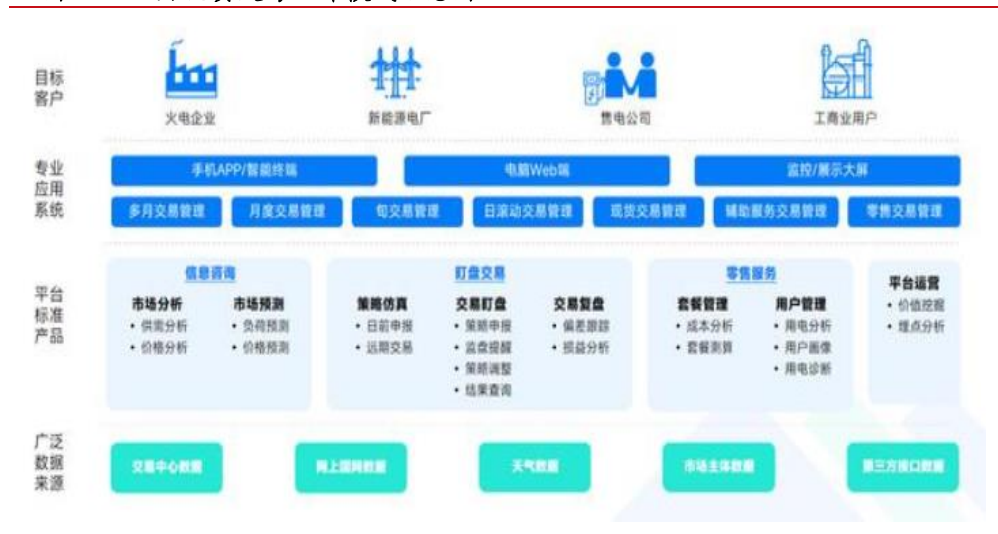 目标
客户
火电企业 新能源电厂 售电公司 工商业用户
专业
应用
系统
手机APP/智能终端 电脑Web端 监控/展示大屏
多月交易管理 月度交易管理 旬交易管理 日滚动交易管理 现货交易管理 辅助服务交易管理 零售交易管理
平台
标准
产品
信息咨询 盯盘交易 零售服务 平台运营
市场分析 市场预测 策略仿真 交易盯盘 交易复盘 套餐管理 用户管理
• 供需分析 • 负荷预测 • 日前申报 • 策略申报 • 偏差跟踪 • 成本分析 • 用电分析 • 价值挖掘
• 价格分析 • 价格预测 • 远期交易 • 监盘提醒 • 损益分析 • 套餐测算 • 用户画像 • 埋点分析
• 策略调整 • 用电诊断
• 结果查询
广泛
数据
来源
交易中心数据 网上国网数据 天气数据 市场主体数据 第三方接口数据